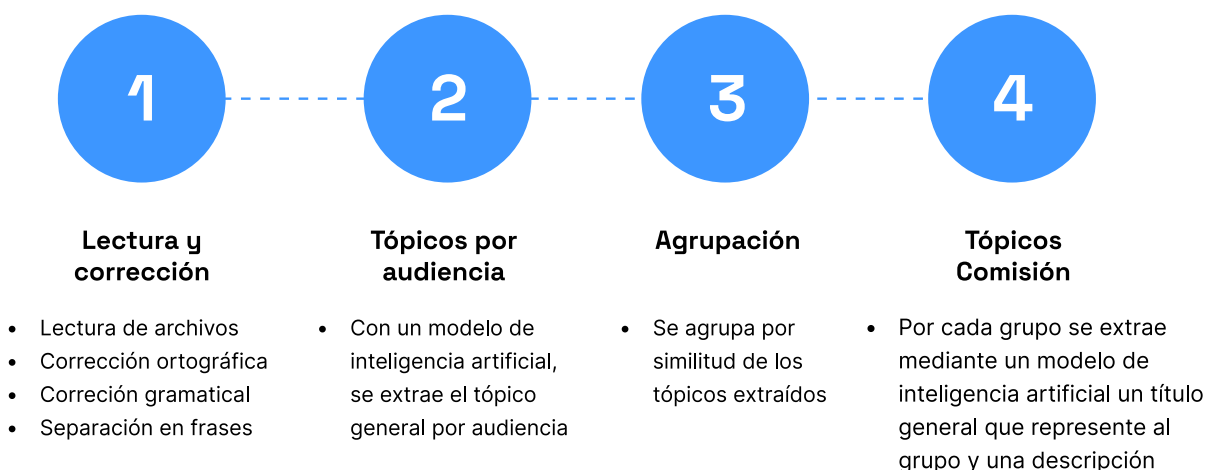 1
2
3
4
Lectura y
corrección
Lectura de archivos
Corrección ortográfica
Correción gramatical
Separación en frases
Tópicos por
audiencia
Con un modelo de
inteligencia artificial,
se extrae el tópico
general por audiencia
Agrupación
Se agrupa por
similitud de los
tópicos extraídos
Tópicos
Comisión
Por cada grupo se extrae
mediante un modelo de
inteligencia artificial un título
general que represente al
grupo y una descripción